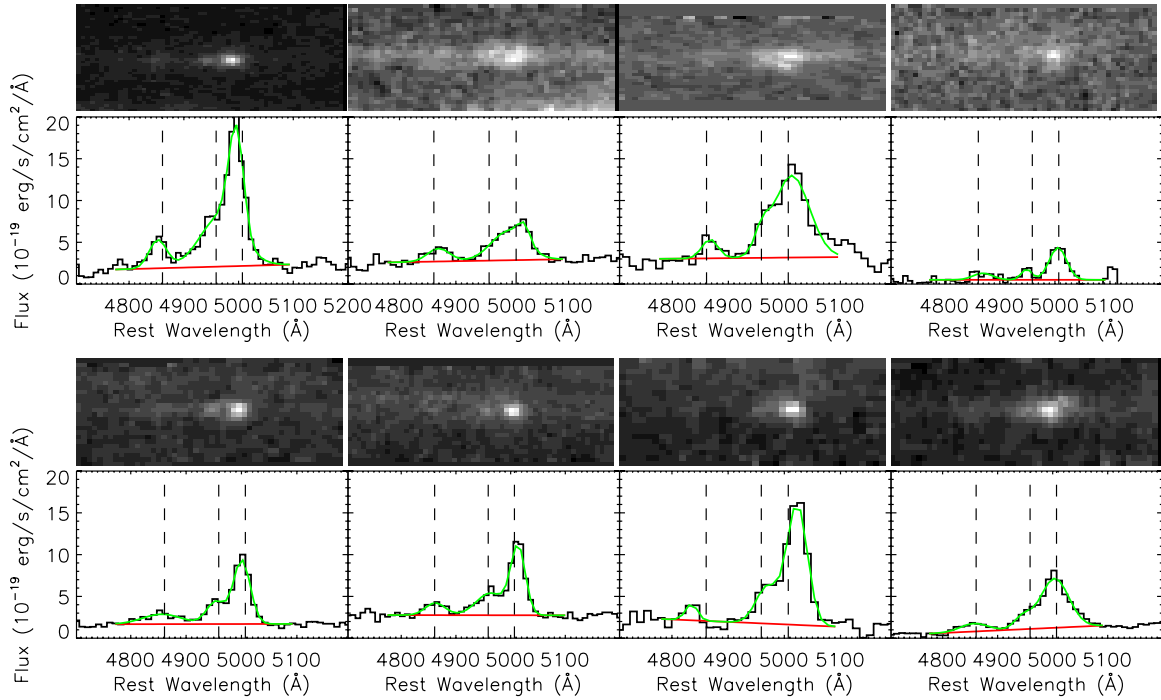 20
15
10
5
0
Flux (10⁻¹⁹ erg/s/cm²/Å)
4800 4900 5000 5100 5200 4800 4900 5000 5100 4800 4900 5000 5100 4800 4900 5000 5100
Rest Wavelength (Å) Rest Wavelength (Å) Rest Wavelength (Å) Rest Wavelength (Å)
20
15
10
5
0
Flux (10⁻¹⁹ erg/s/cm²/Å)
4800 4900 5000 5100 4800 4900 5000 5100 4800 4900 5000 5100 4800 4900 5000 5100
Rest Wavelength (Å) Rest Wavelength (Å) Rest Wavelength (Å) Rest Wavelength (Å)